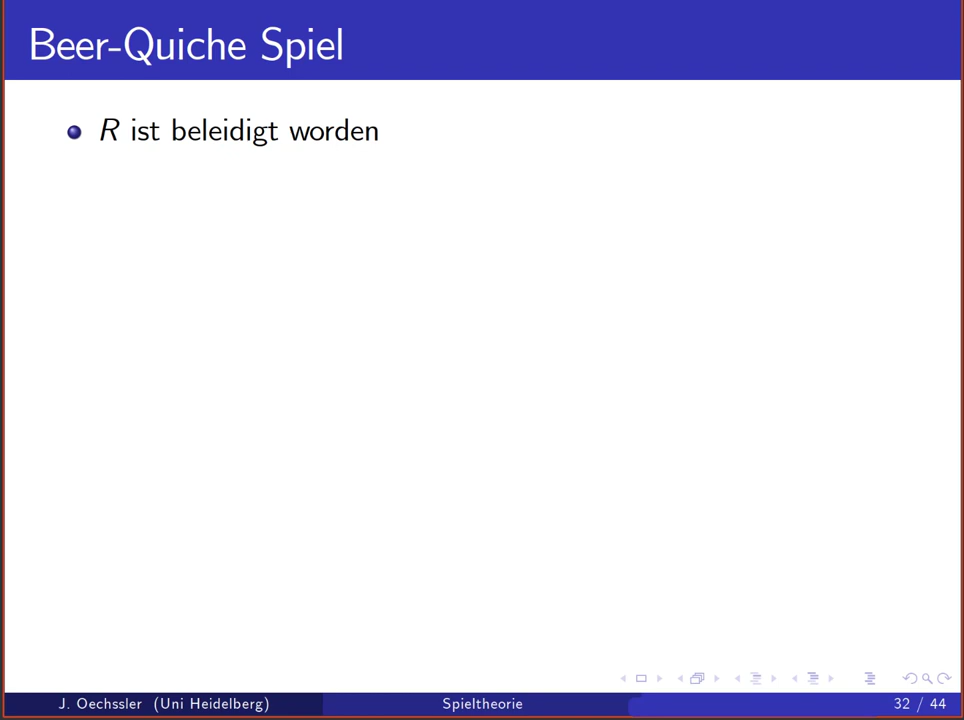 Beer-Quiche Spiel
R ist beleidigt worden
J. Oechssler (Uni Heidelberg)
Spieltheorie
32 / 44